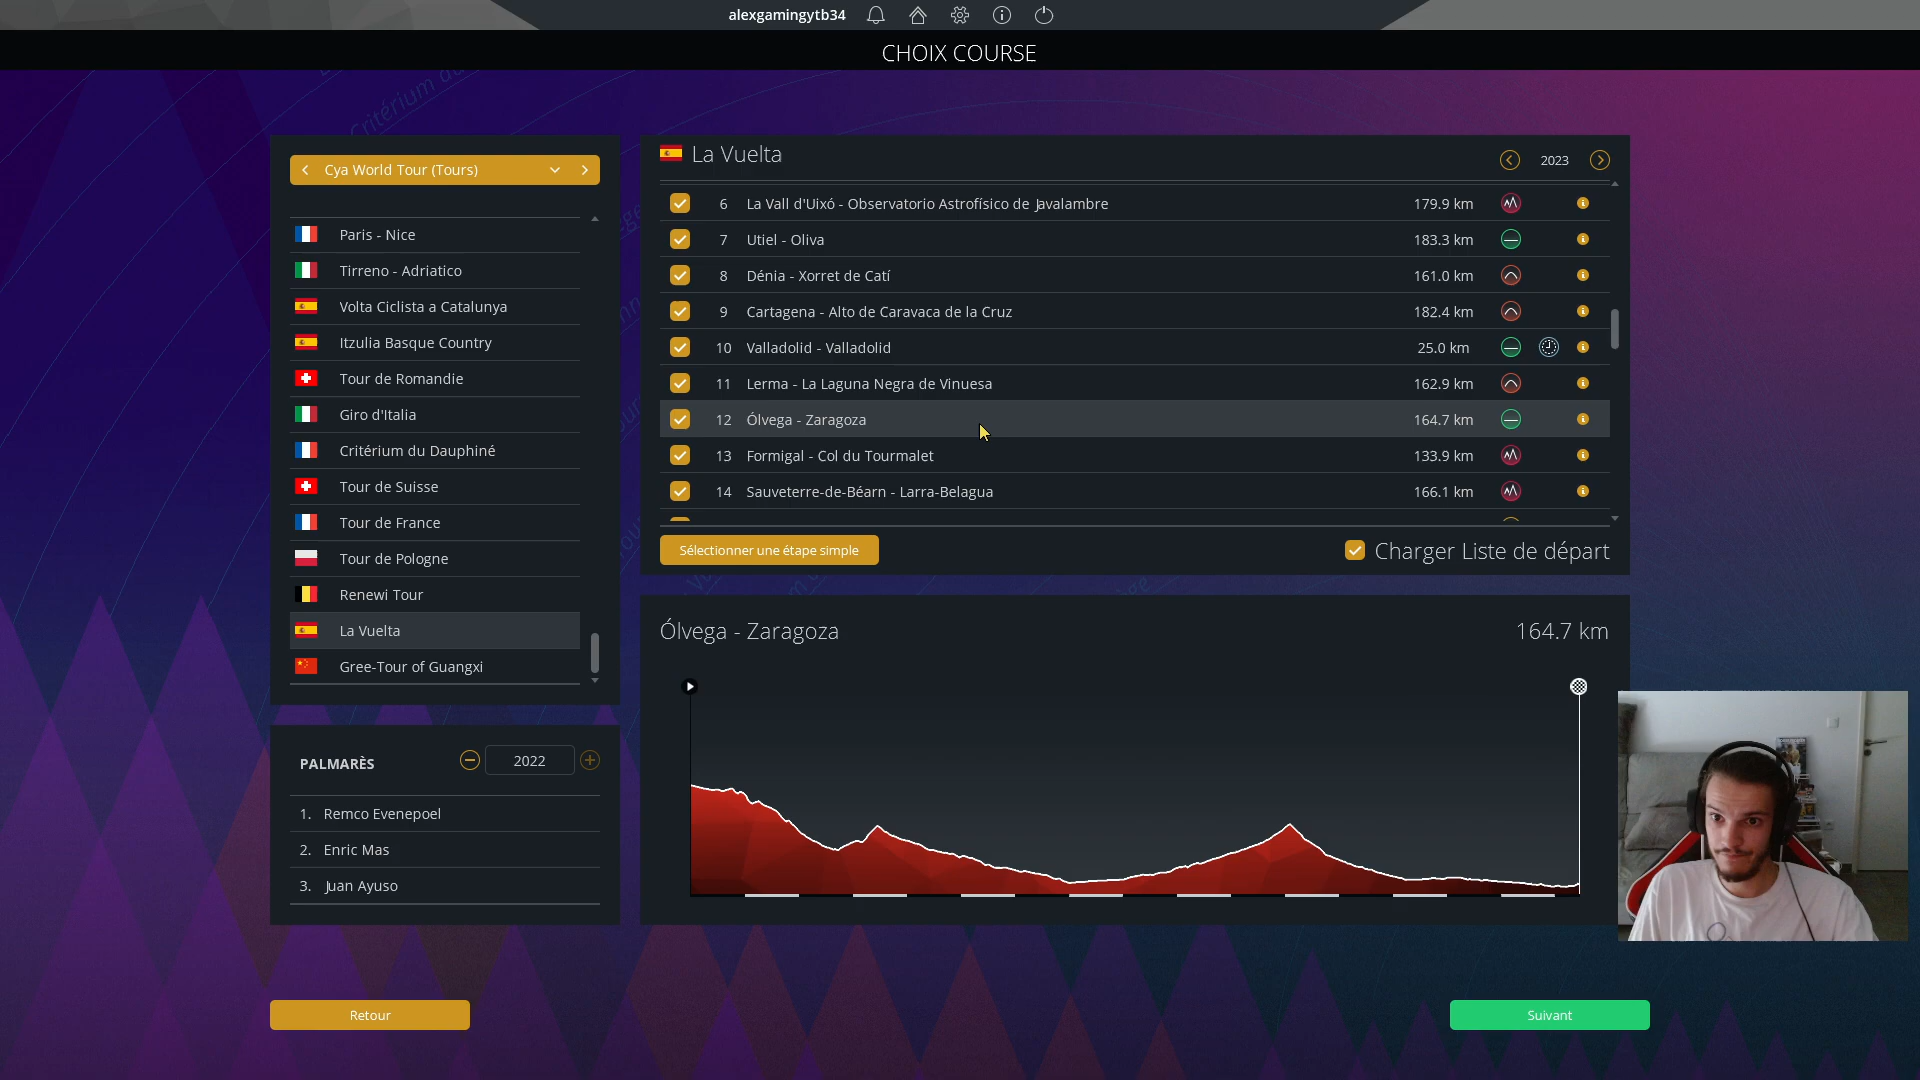 alexgamingytb34
CHOIX COURSE
Cya World Tour (Tours)
Paris - Nice
Tirreno - Adriatico
Volta Ciclista a Catalunya
Itzulia Basque Country
Tour de Romandie
Giro d'Italia
Critérium du Dauphiné
Tour de Suisse
Tour de France
Tour de Pologne
Renewi Tour
La Vuelta
Gree-Tour of Guangxi
PALMARÈS 2022
1. Remco Evenepoel
2. Enric Mas
3. Juan Ayuso
La Vuelta 2023
6 La Vall d'Uixó - Observatorio Astrofísico de Javalambre 179.9 km
7 Utiel - Oliva 183.3 km
8 Dénia - Xorret de Catí 161.0 km
9 Cartagena - Alto de Caravaca de la Cruz 182.4 km
10 Valladolid - Valladolid 25.0 km
11 Lerma - La Laguna Negra de Vinuesa 162.9 km
12 Ólvega - Zaragoza 164.7 km
13 Formigal - Col du Tourmalet 133.9 km
14 Sauveterre-de-Béarn - Larra-Belagua 166.1 km
Sélectionner une étape simple
Charger Liste de départ
Ólvega - Zaragoza 164.7 km
Retour
Suivant